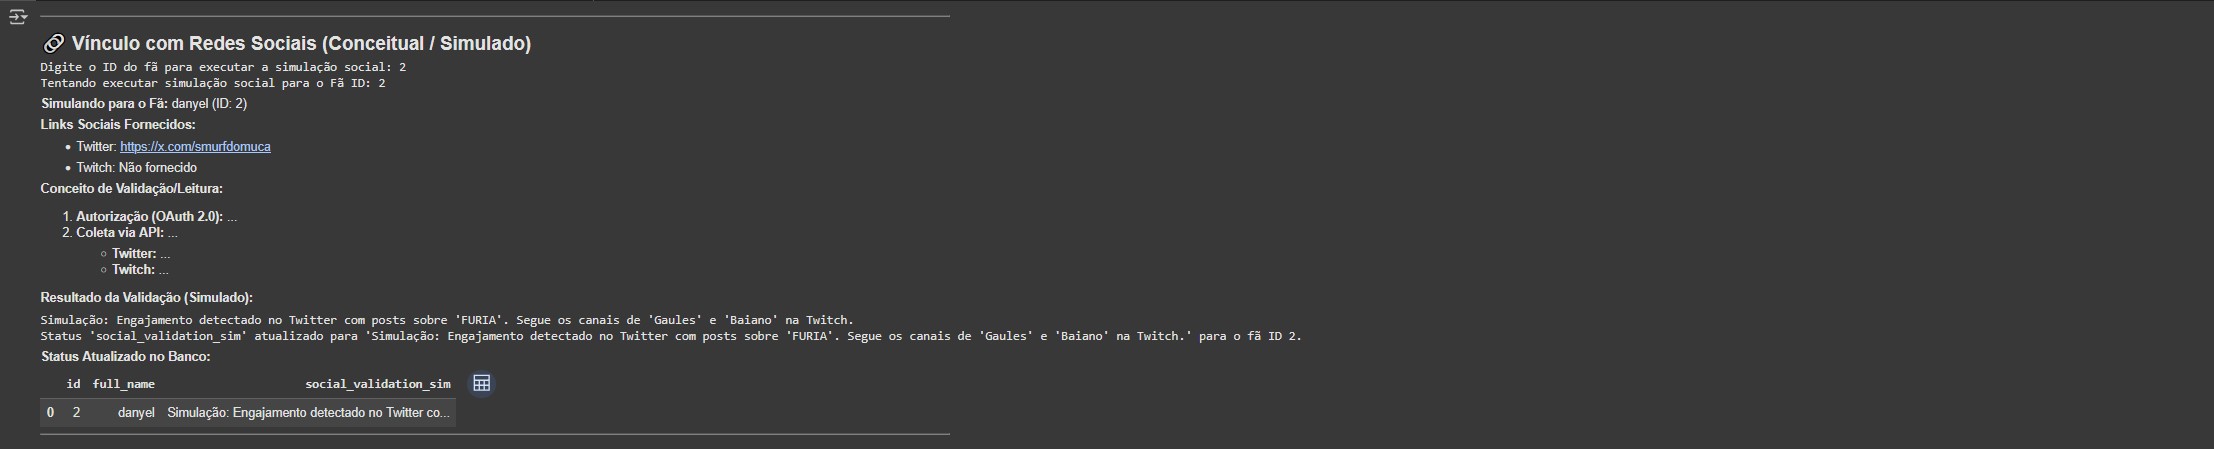 Vínculo com Redes Sociais (Conceitual / Simulado)
Digite o ID do fã para executar a simulação social: 2
Tentando executar simulação social para o Fã ID: 2
Simulando para o Fã: danyel (ID: 2)
Links Sociais Fornecidos:
• Twitter: https://x.com/smurfdomuca
• Twitch: Não fornecido
Conceito de Validação/Leitura:
1. Autorização (OAuth 2.0): ...
2. Coleta via API: ...
○ Twitter: ...
○ Twitch: ...
Resultado da Validação (Simulado):
Simulação: Engajamento detectado no Twitter com posts sobre 'FURIA'. Segue os canais de 'Gaules' e 'Baiano' na Twitch.
Status 'social_validation_sim' atualizado para 'Simulação: Engajamento detectado no Twitter com posts sobre 'FURIA'. Segue os canais de 'Gaules' e 'Baiano' na Twitch.' para o fã ID 2.
Status Atualizado no Banco:
id full_name social_validation_sim
0 2 danyel Simulação: Engajamento detectado no Twitter co...